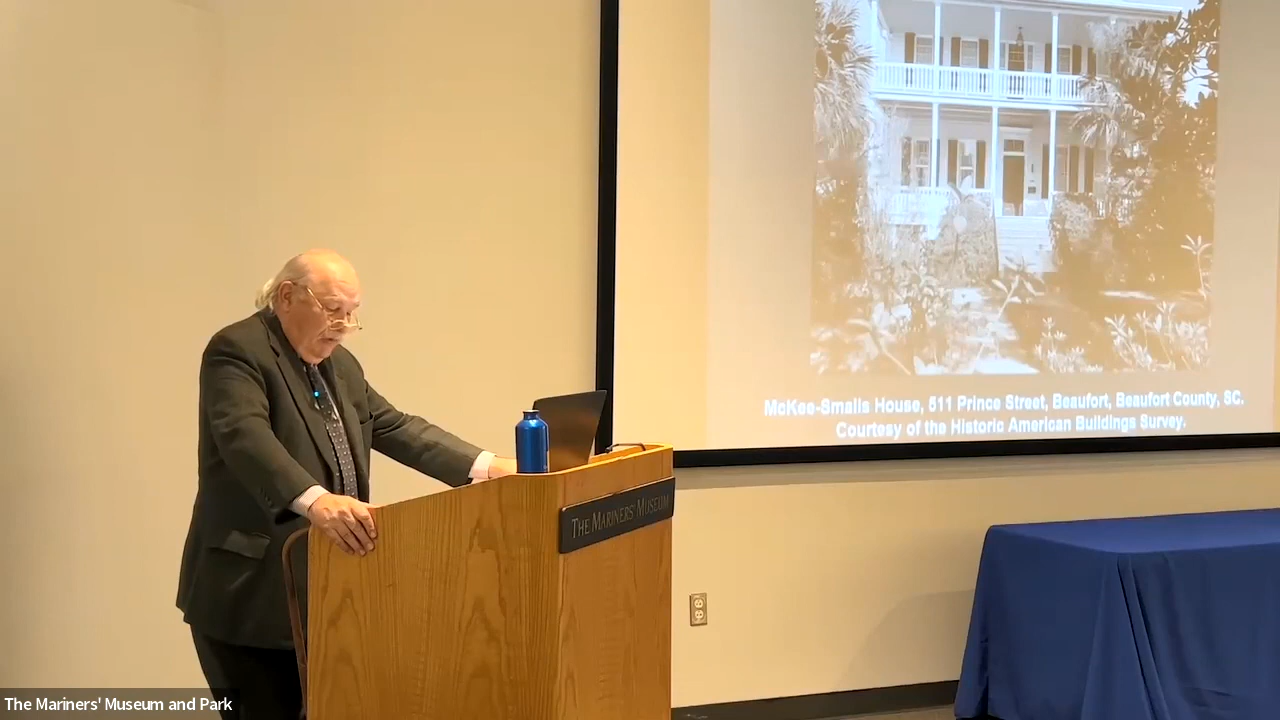 McKee-Smalls House, 511 Prince Street, Beaufort, Beaufort County, SC.
Courtesy of the Historic American Buildings Survey.
THE MARINERS' MUSEUM
The Mariners' Museum and Park